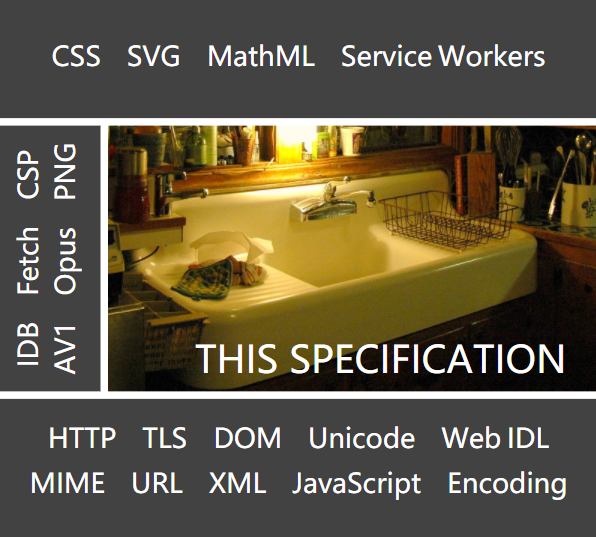 CSS SVG MathML Service Workers
CSP PNG
Fetch Opus
IDB AV1
THIS SPECIFICATION
HTTP TLS DOM Unicode Web IDL
MIME URL XML JavaScript Encoding